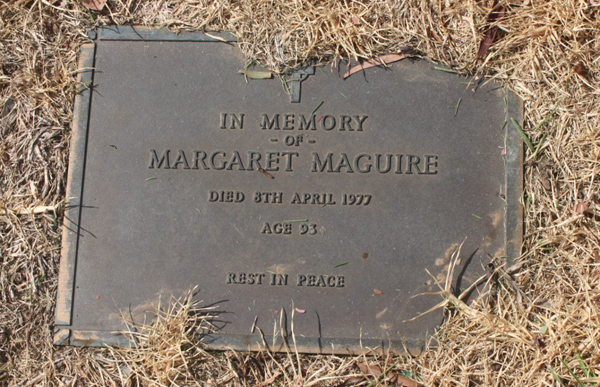 IN MEMORY
- OF -
MARGARET MAGUIRE
DIED 8TH APRIL 1977
AGE 93
REST IN PEACE